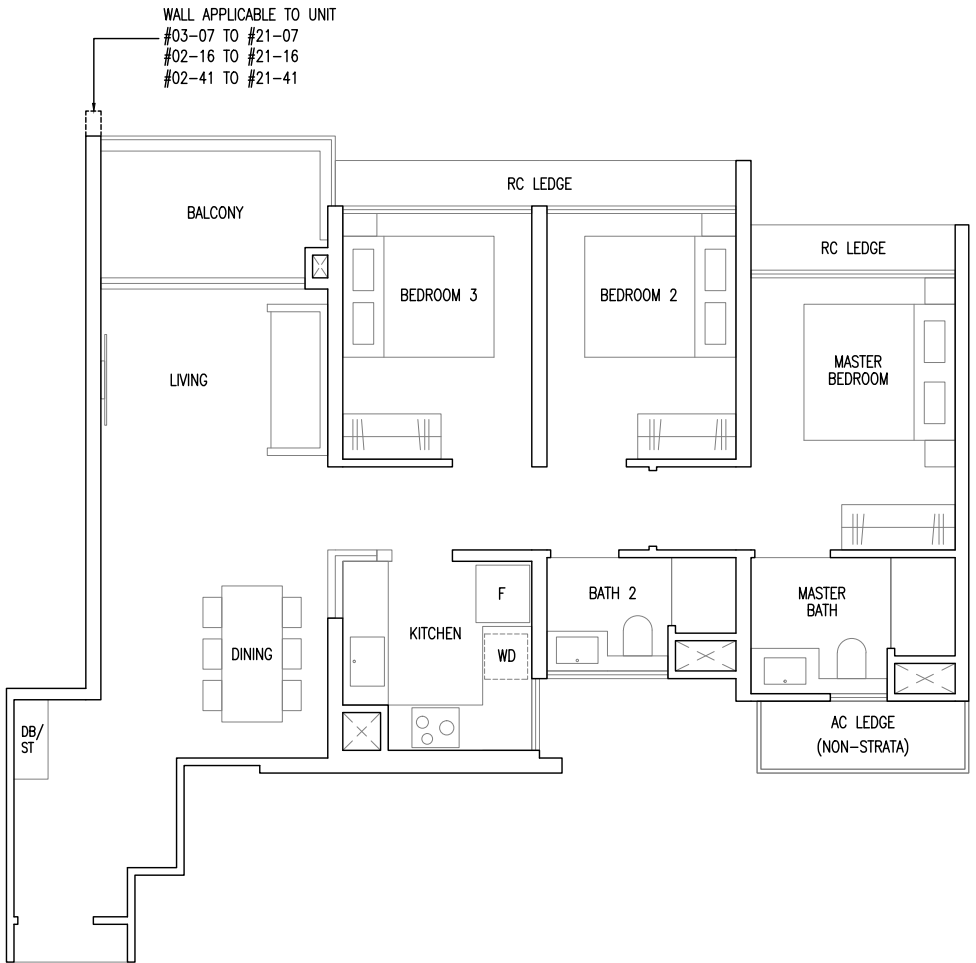 WALL APPLICABLE TO UNIT
#03-07 TO #21-07
#02-16 TO #21-16
#02-41 TO #21-41
RC LEDGE
BALCONY
RC LEDGE
BEDROOM 3
BEDROOM 2
MASTER
BEDROOM
LIVING
F
BATH 2
MASTER
BATH
KITCHEN
DINING
WD
DB/
ST
AC LEDGE
(NON-STRATA)